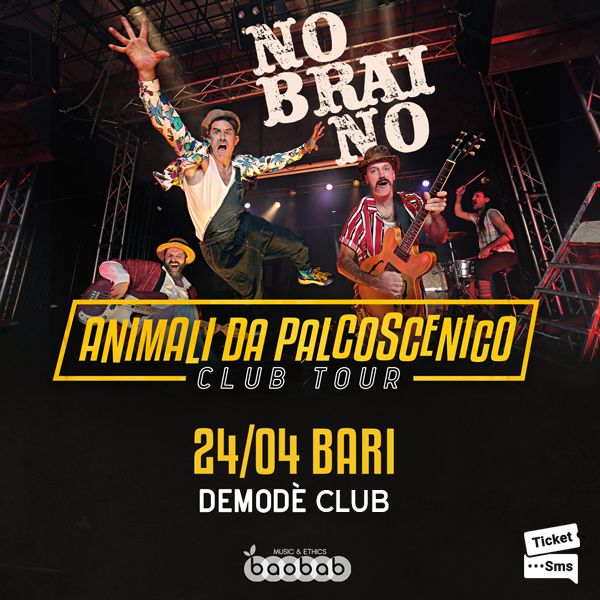 NO
BRAI
NO
ANIMALI DA PALCOSCENICO
CLUB TOUR
24/04 BARI
DEMODÈ CLUB
MUSIC & ETHICS
baobab
Ticket
Sms